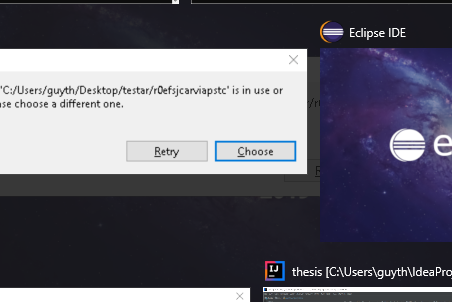 Eclipse IDE
'C:/Users/guyth/Desktop/testar/r0efsjcarviapstc' is in use or
ase choose a different one.
Retry
Choose
e
IJ
thesis [C:\Users\guyth\IdeaPro